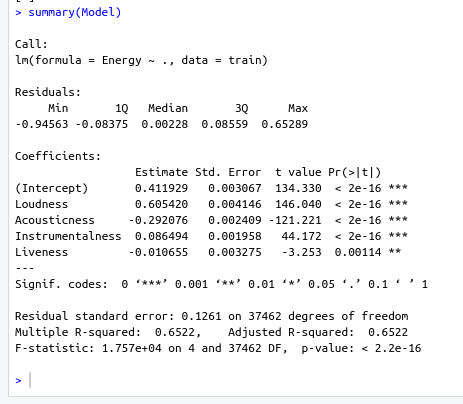 > summary(Model)
Call:
lm(formula = Energy ~ ., data = train)
Residuals:
     Min       1Q   Median       3Q      Max
-0.94563 -0.08375  0.00228  0.08559  0.65289
Coefficients:
                  Estimate Std. Error  t value Pr(>|t|)
(Intercept)       0.411929   0.003067  134.330  < 2e-16 ***
Loudness          0.605420   0.004146  146.040  < 2e-16 ***
Acousticness     -0.292076   0.002409 -121.221  < 2e-16 ***
Instrumentalness  0.086494   0.001958   44.172  < 2e-16 ***
Liveness         -0.010655   0.003275   -3.253  0.00114 **
---
Signif. codes:  0 ‘***’ 0.001 ‘**’ 0.01 ‘*’ 0.05 ‘.’ 0.1 ‘ ’ 1
Residual standard error: 0.1261 on 37462 degrees of freedom
Multiple R-squared:  0.6522,    Adjusted R-squared:  0.6522
F-statistic: 1.757e+04 on 4 and 37462 DF,  p-value: < 2.2e-16
>